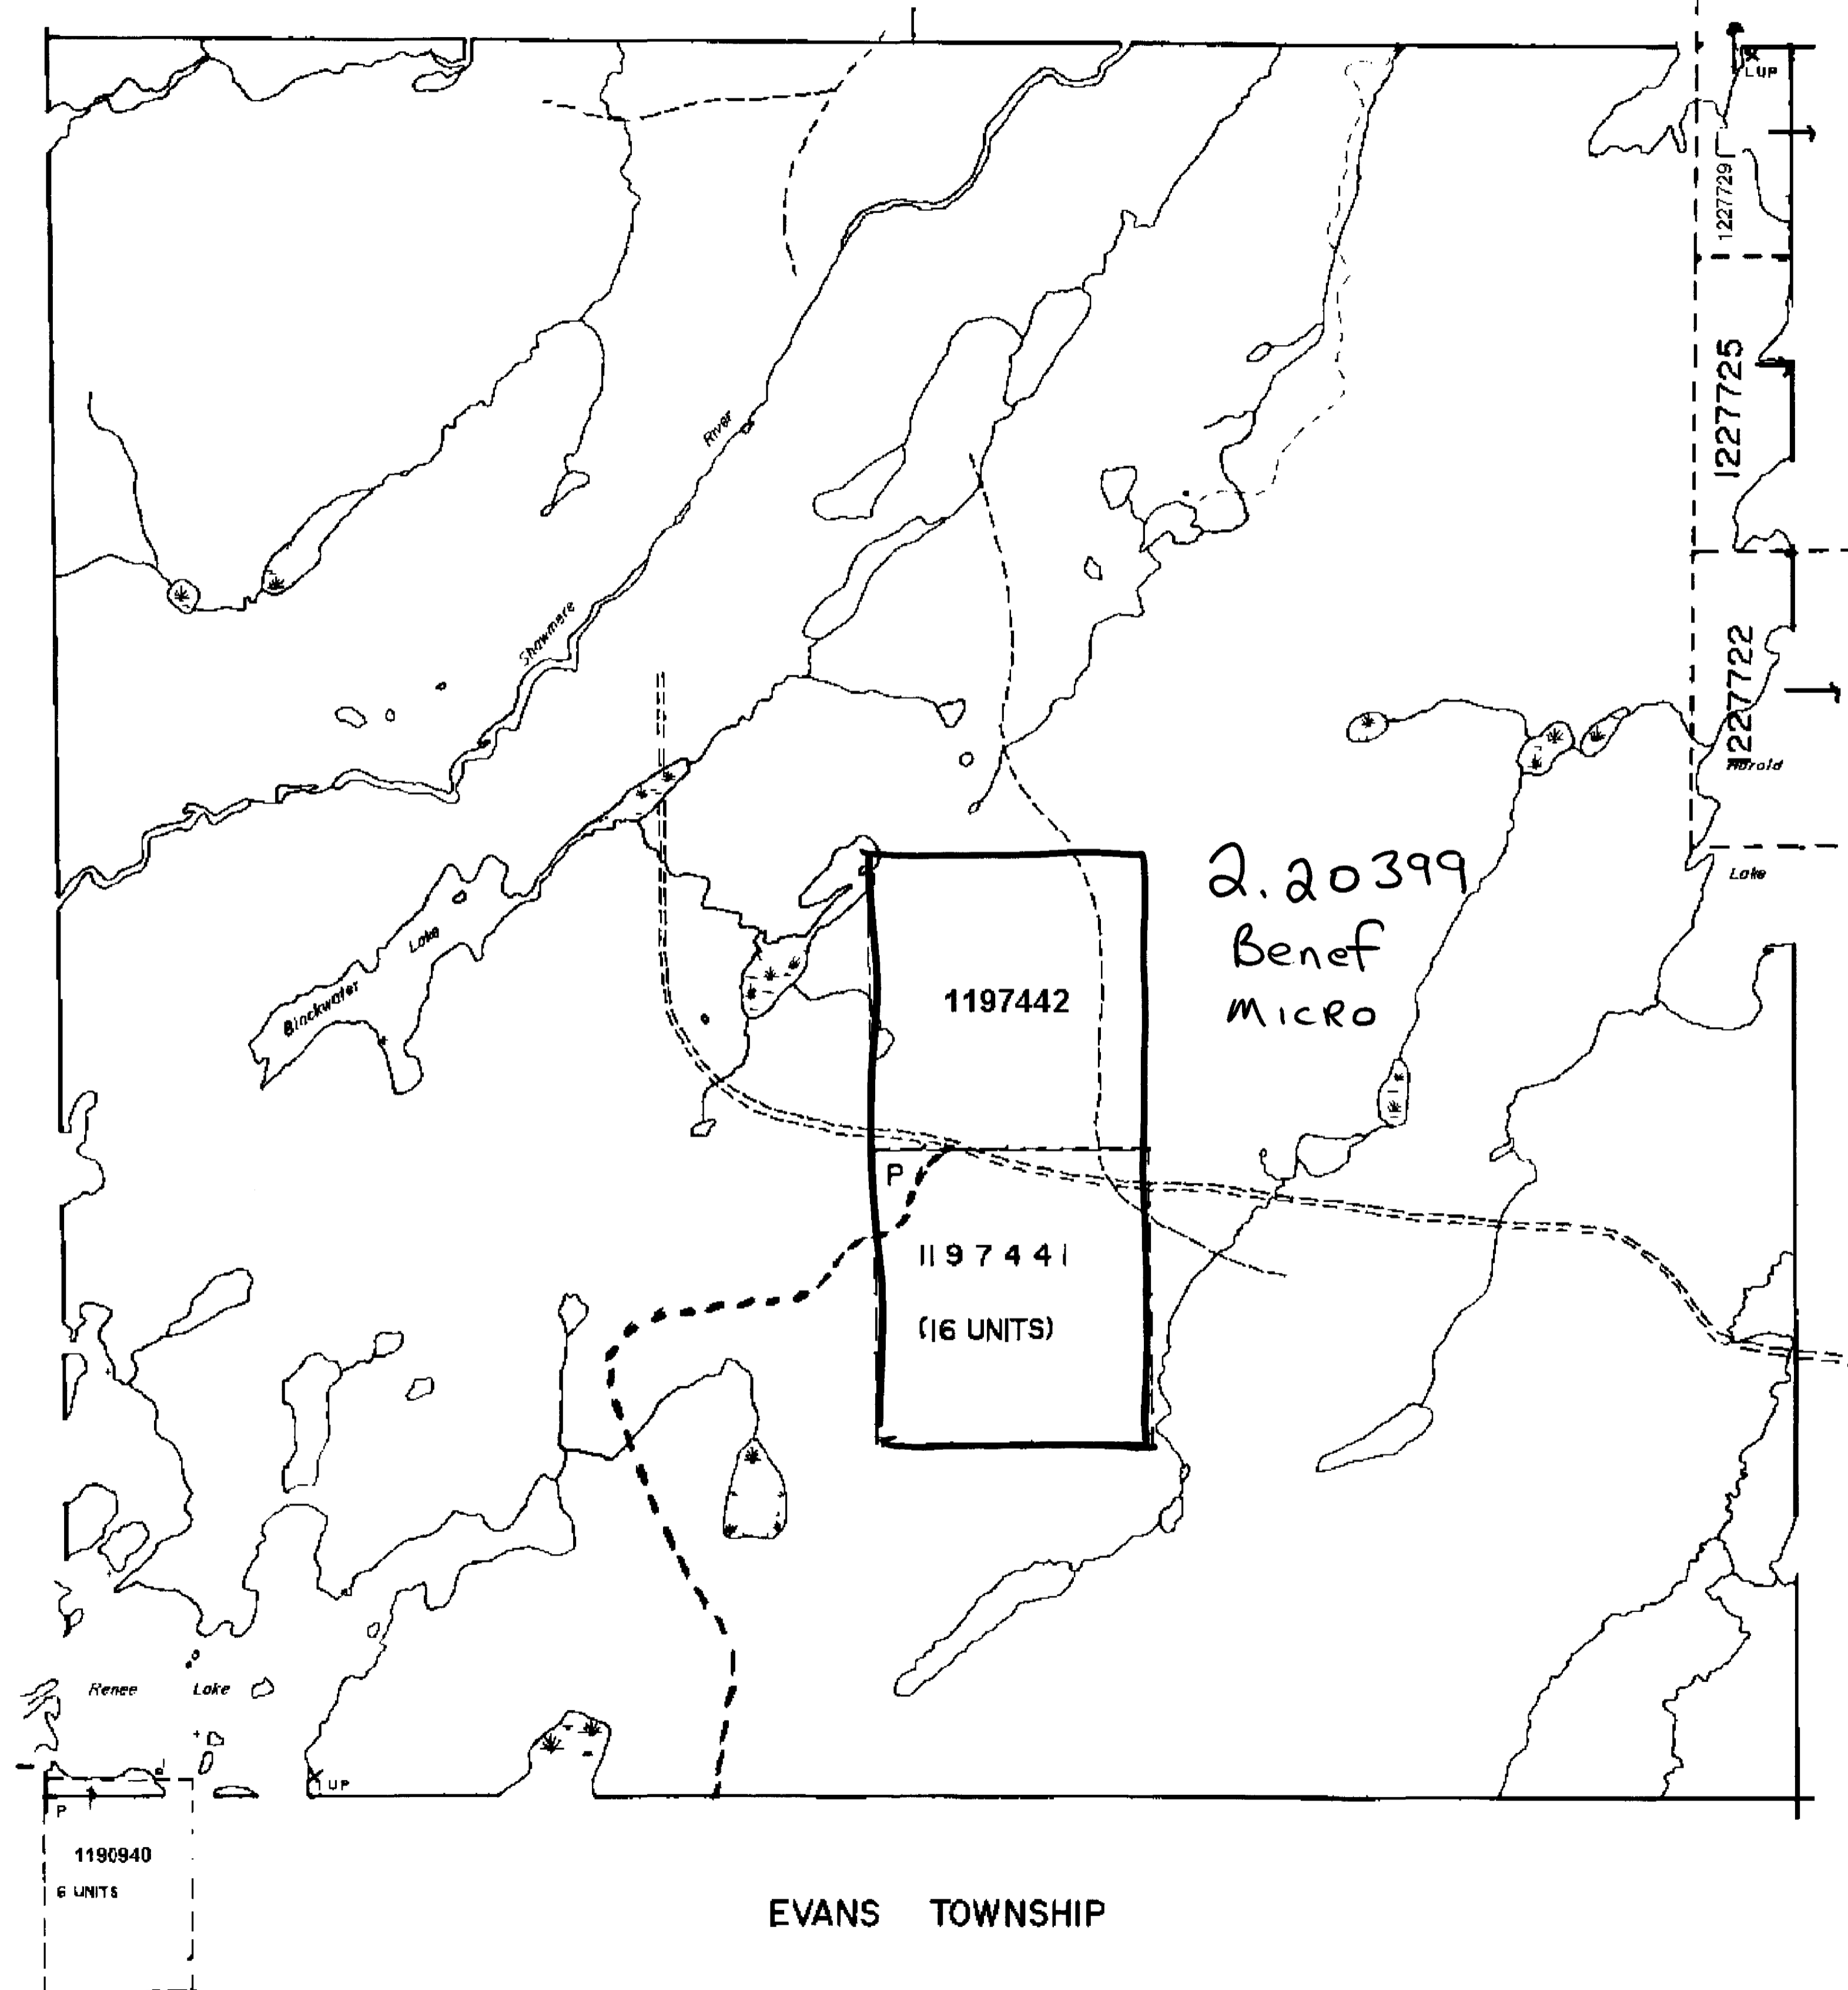 LUP
1227729
1227725
River
Shawmere
1227722
Harold
Lake
2.20399
Benef
MICRO
Lake
Blackwater
1197442
P
1197441
(16 UNITS)
Renee Lake
UP
P
1190940
6 UNITS
EVANS TOWNSHIP